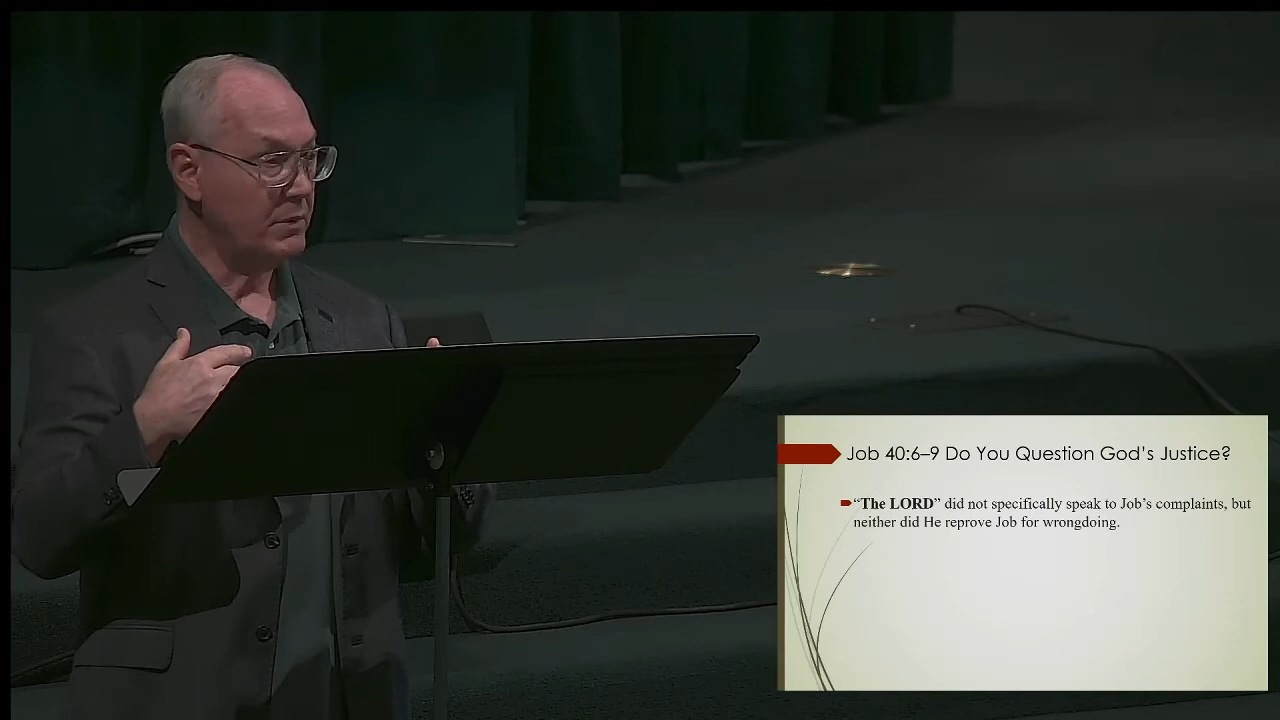 Job 40:6–9 Do You Question God’s Justice?
“The LORD” did not specifically speak to Job’s complaints, but
neither did He reprove Job for wrongdoing.